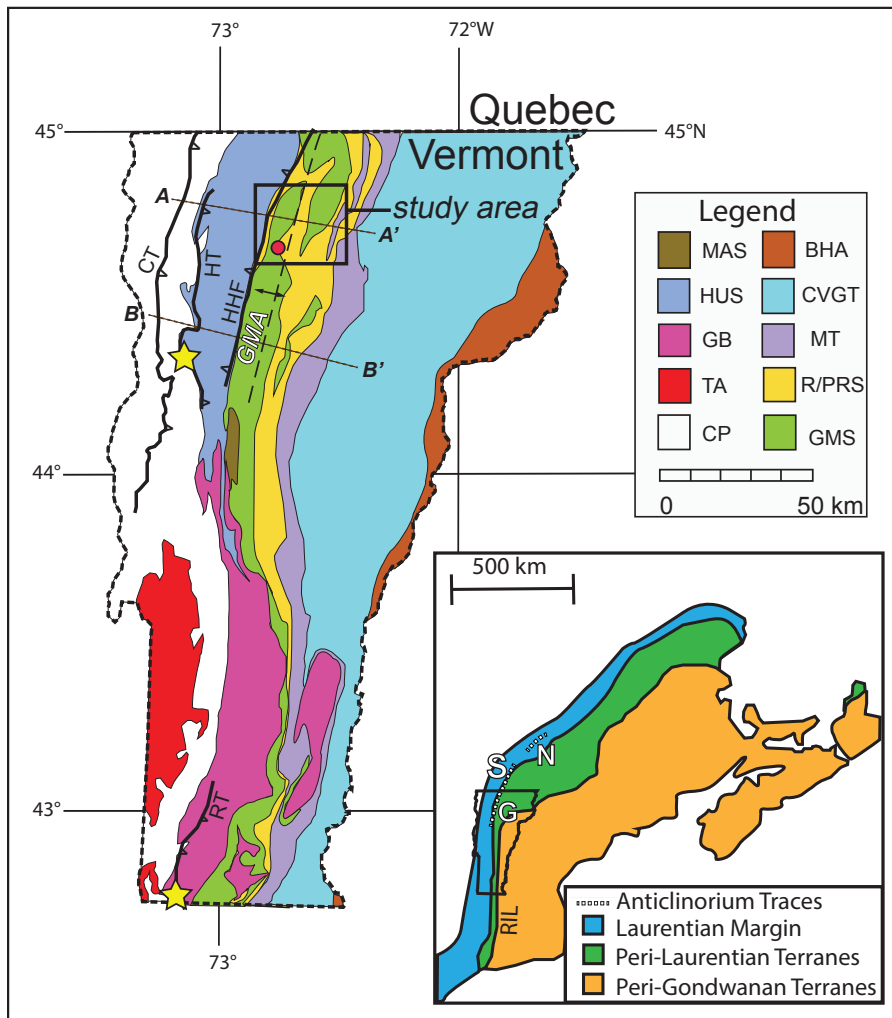 73°
72°W
Quebec
45°
45°N
Vermont
A
study area
A'
CT
HT
HHF
GMA
B
B'
44°
43°
RT
73°
Legend
MAS
BHA
HUS
CVGT
GB
MT
TA
R/PRS
CP
GMS
0
50 km
500 km
S
N
G
RIL
Anticlinorium Traces
Laurentian Margin
Peri-Laurentian Terranes
Peri-Gondwanan Terranes